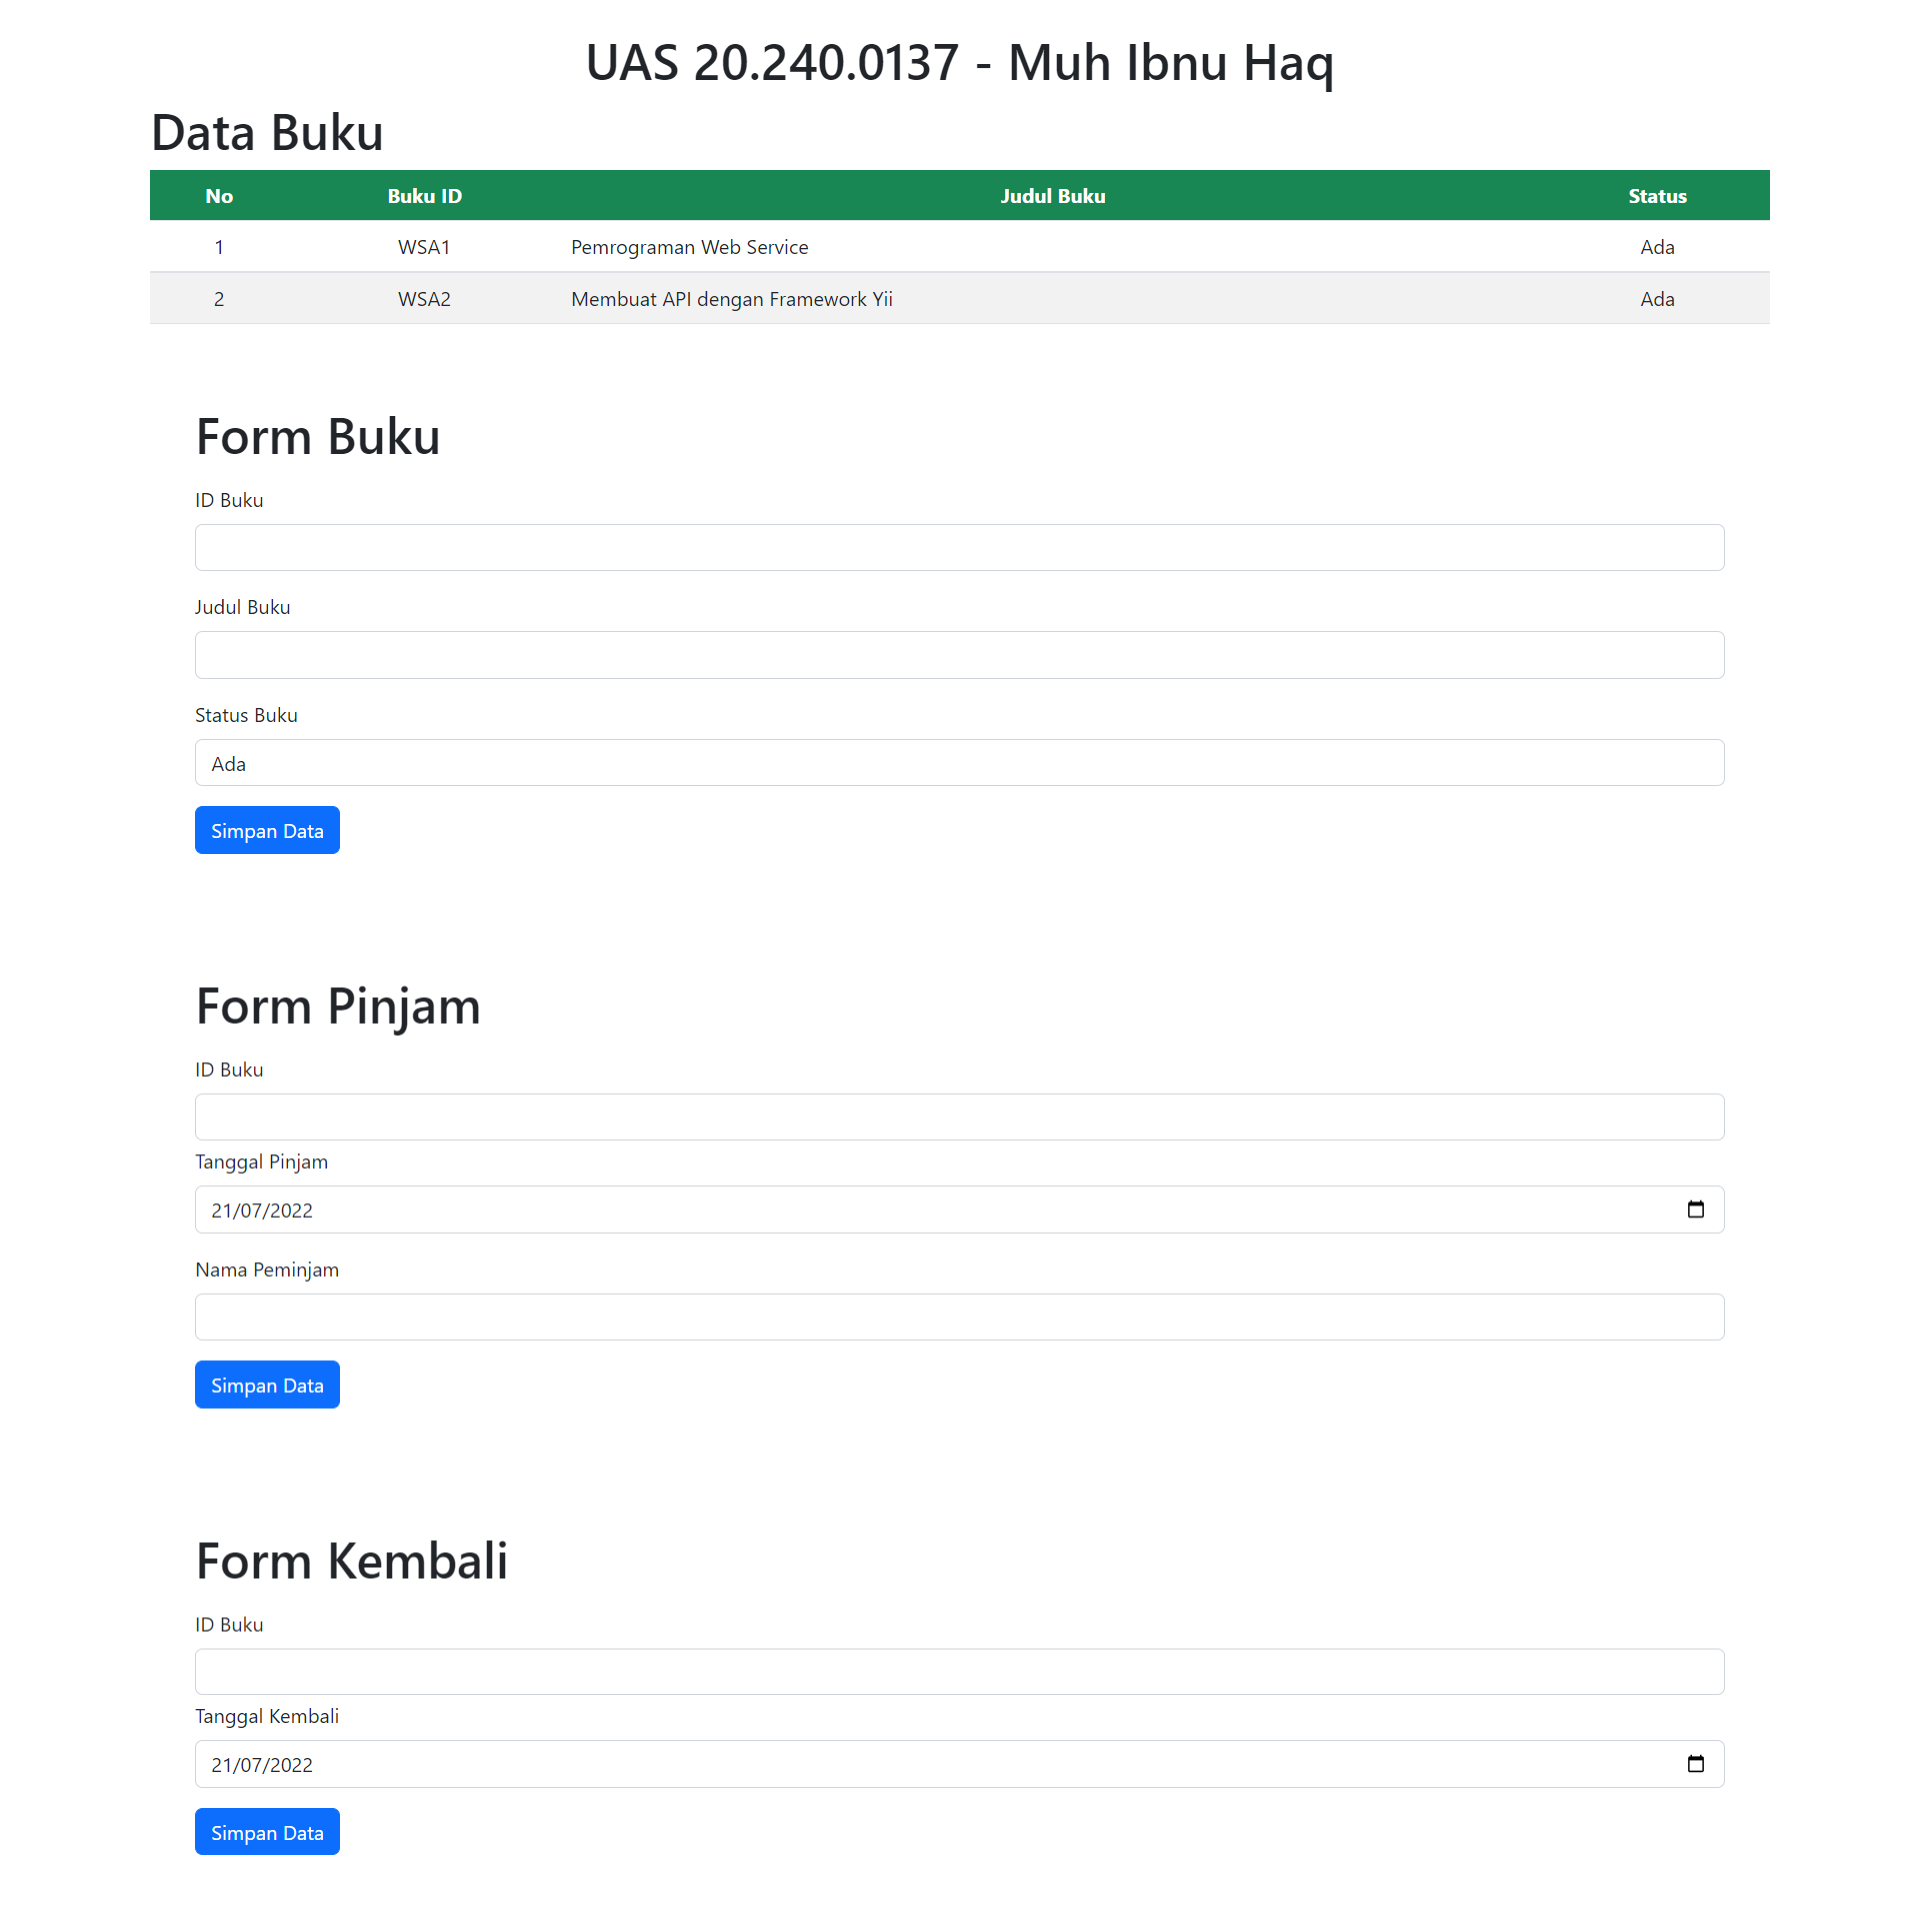 UAS 20.240.0137 - Muh Ibnu Haq
Data Buku
No Buku ID Judul Buku Status
1 WSA1 Pemrograman Web Service Ada
2 WSA2 Membuat API dengan Framework Yii Ada
Form Buku
ID Buku
Judul Buku
Status Buku
Ada
Simpan Data
Form Pinjam
ID Buku
Tanggal Pinjam
21/07/2022
Nama Peminjam
Simpan Data
Form Kembali
ID Buku
Tanggal Kembali
21/07/2022
Simpan Data